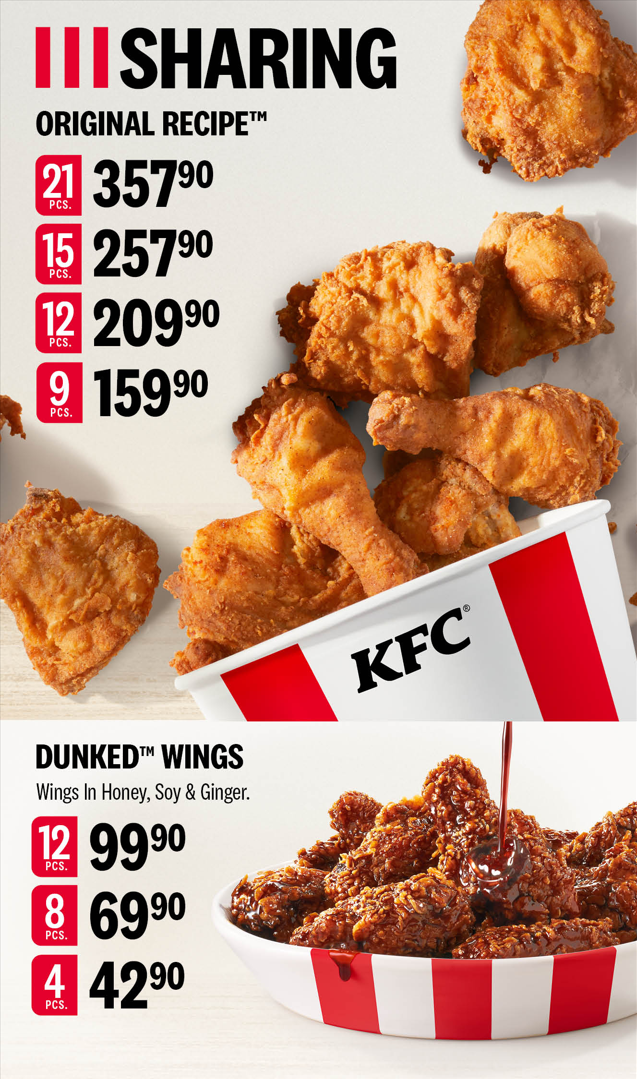 SHARING
ORIGINAL RECIPE™
21 PCS. 357⁹⁰
15 PCS. 257⁹⁰
12 PCS. 209⁹⁰
9 PCS. 159⁹⁰
KFC®
DUNKED™ WINGS
Wings In Honey, Soy & Ginger.
12 PCS. 99⁹⁰
8 PCS. 69⁹⁰
4 PCS. 42⁹⁰